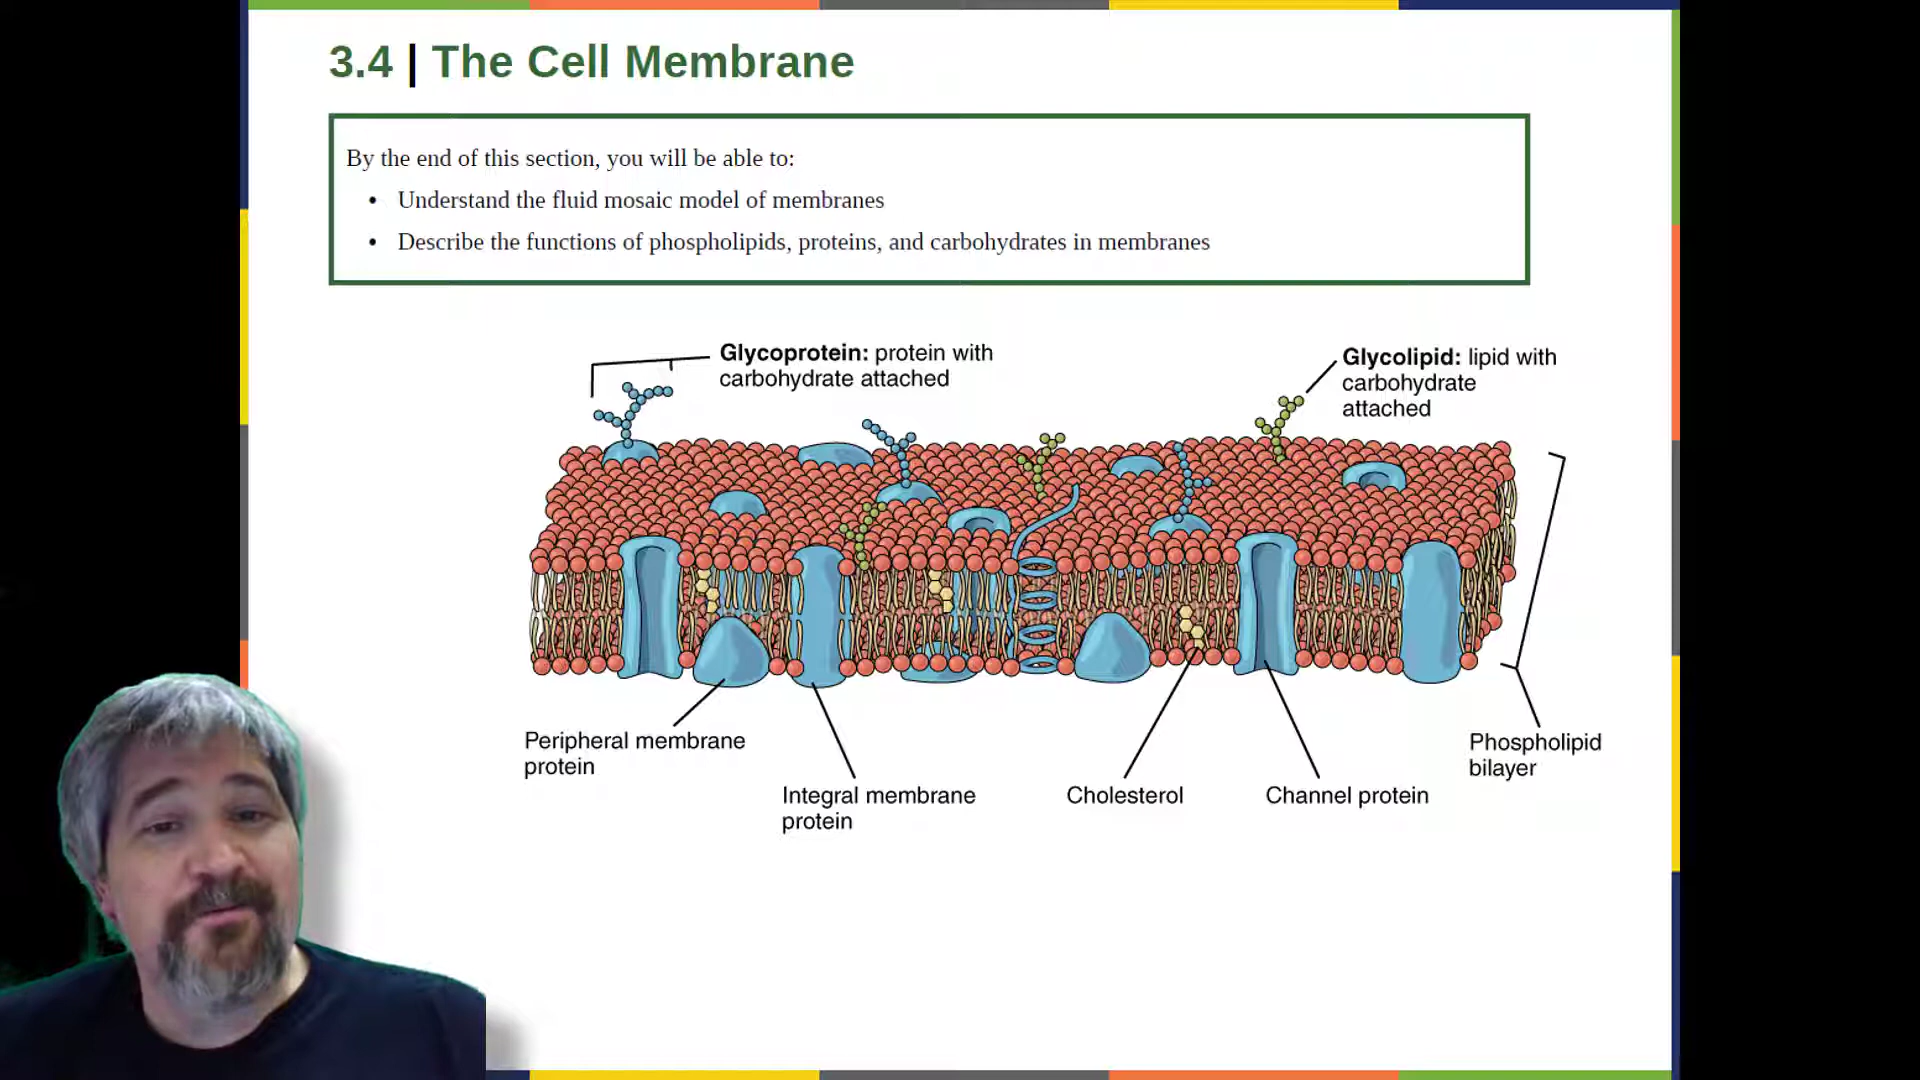 3.4 | The Cell Membrane
By the end of this section, you will be able to:
• Understand the fluid mosaic model of membranes
• Describe the functions of phospholipids, proteins, and carbohydrates in membranes
Glycoprotein: protein with
carbohydrate attached
Glycolipid: lipid with
carbohydrate
attached
Peripheral membrane
protein
Integral membrane
protein
Cholesterol
Channel protein
Phospholipid
bilayer